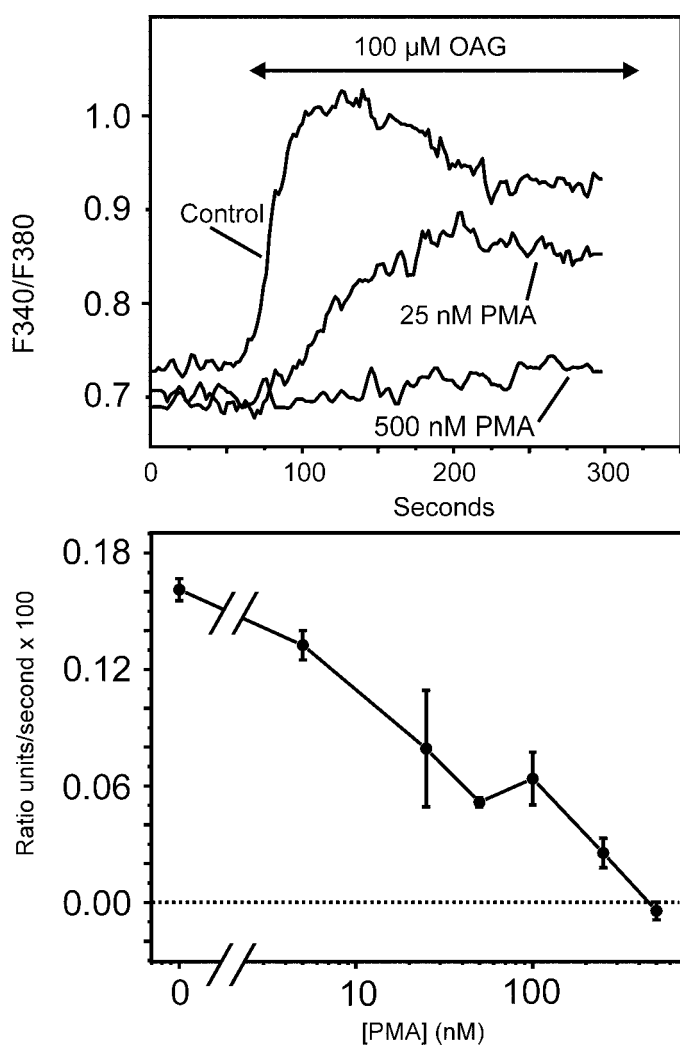 100 µM OAG
1.0
Control
0.9
F340/F380
0.8
25 nM PMA
0.7
500 nM PMA
0 100 200 300
Seconds
0.18
0.12
Ratio units/second x 100
0.06
0.00
0 10 100
[PMA] (nM)